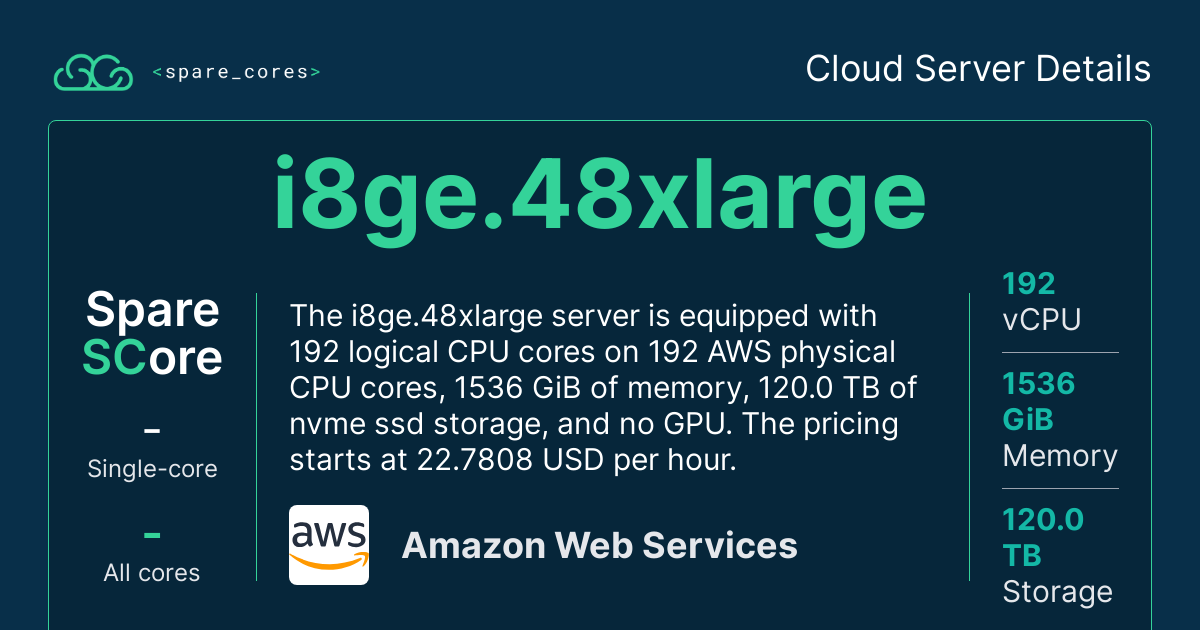 <spare_cores>
Cloud Server Details
i8ge.48xlarge
Spare
SCore
–
Single-core
–
All cores
The i8ge.48xlarge server is equipped with
192 logical CPU cores on 192 AWS physical
CPU cores, 1536 GiB of memory, 120.0 TB of
nvme ssd storage, and no GPU. The pricing
starts at 22.7808 USD per hour.
aws
Amazon Web Services
192
vCPU
1536
GiB
Memory
120.0
TB
Storage